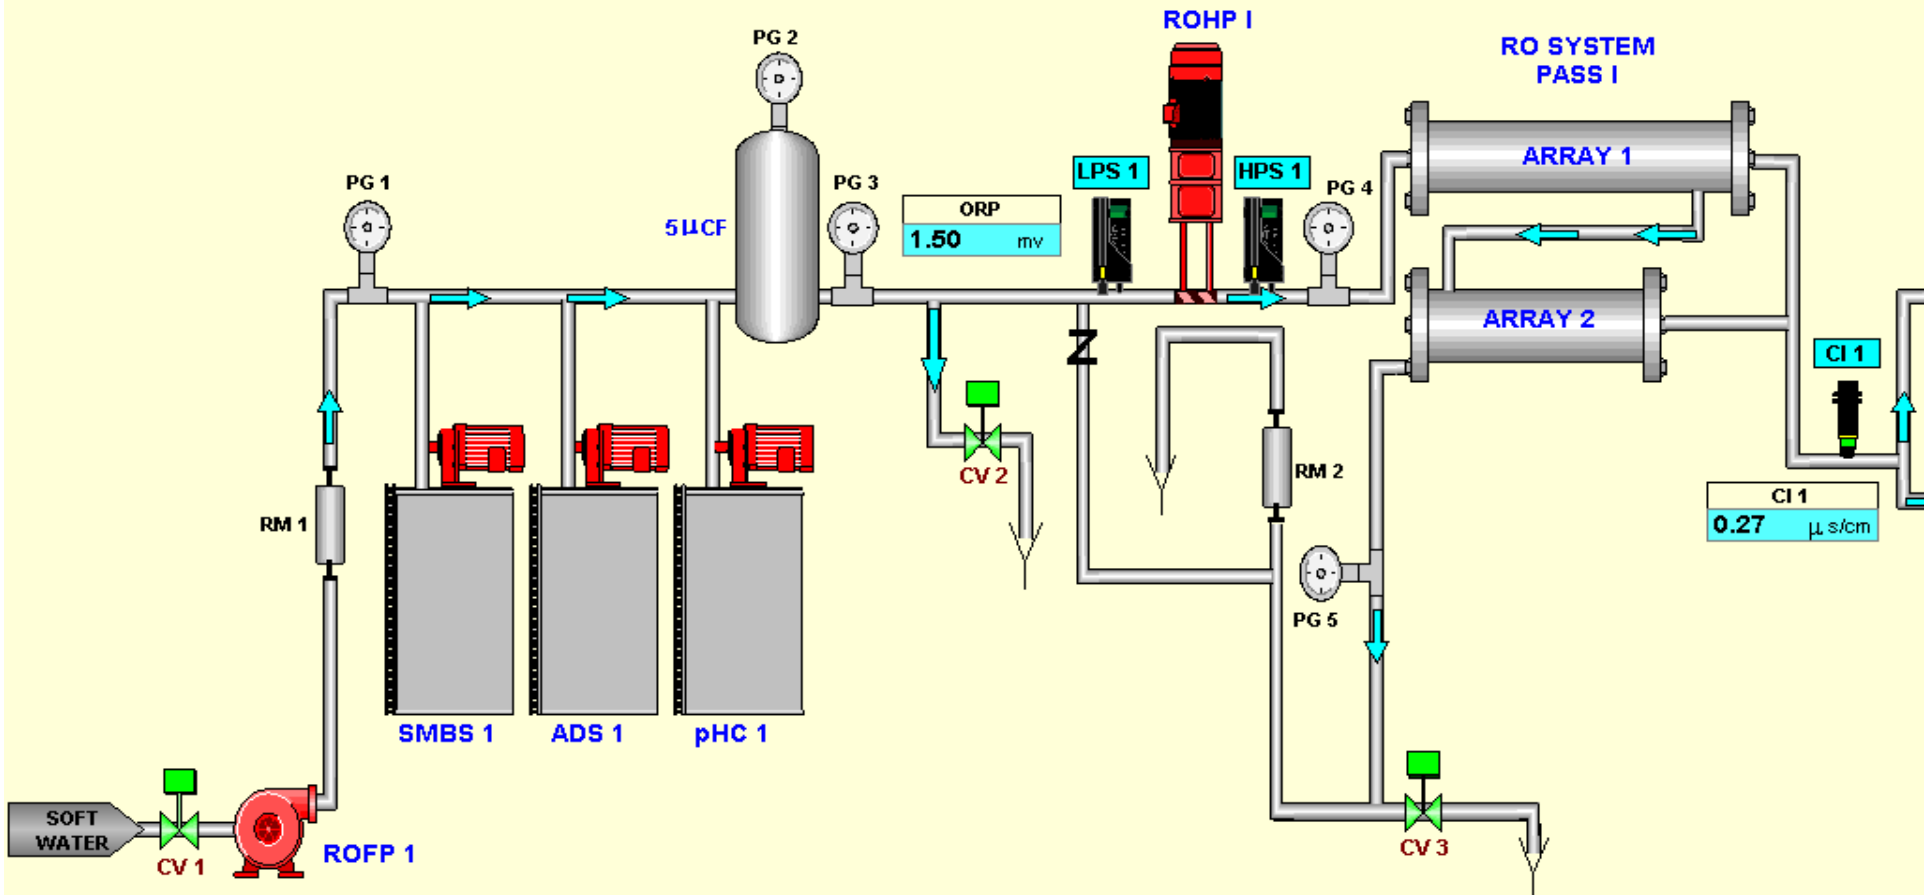 ROHP I
RO SYSTEM
PASS I
PG 2
PG 1
PG 3
5 µCF
ORP
1.50 mv
LPS 1
HPS 1
PG 4
ARRAY 1
ARRAY 2
CI 1
CI 1
0.27 µ s/cm
CV 2
RM 2
RM 1
PG 5
SMBS 1
ADS 1
pHC 1
SOFT
WATER
CV 1
ROFP 1
CV 3